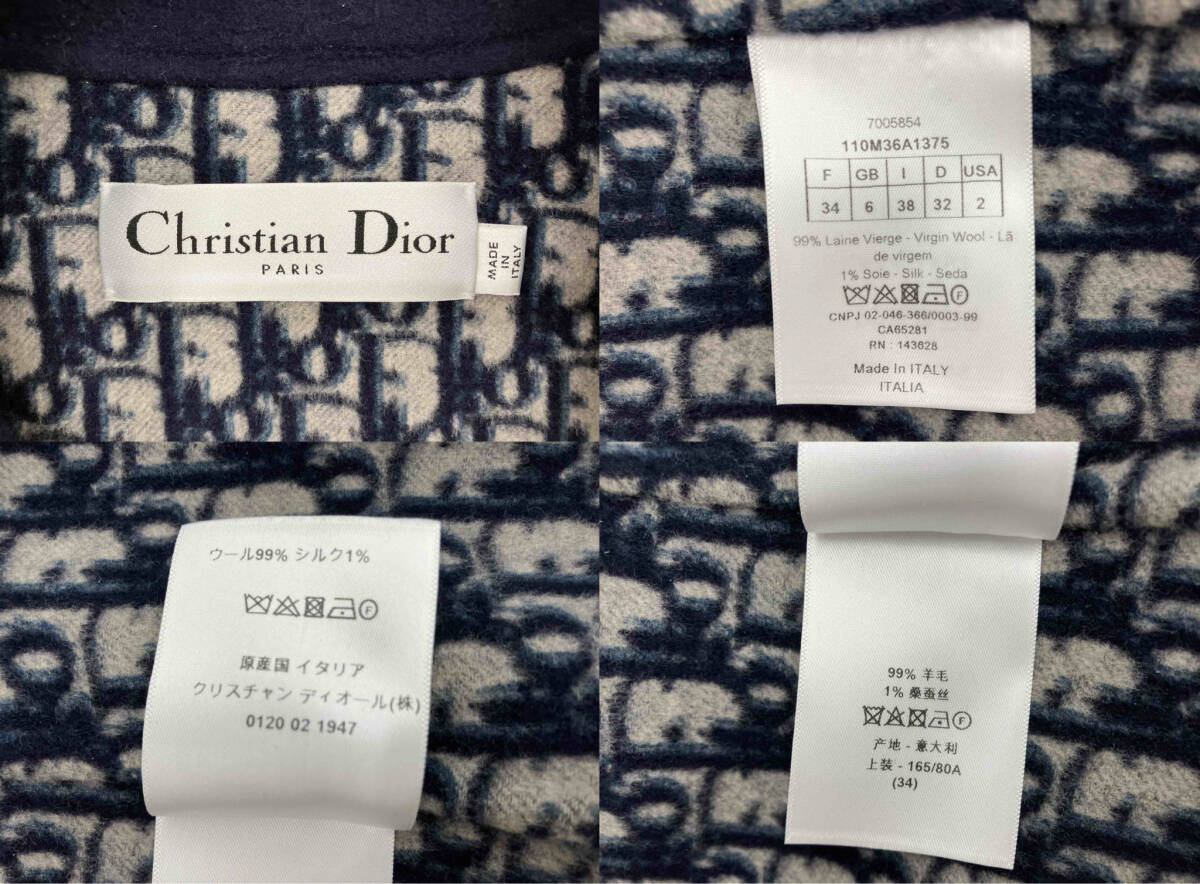 Christian Dior
PARIS
MADE
IN
ITALY
7005854
110M36A1375
F GB I D USA
34 6 38 32 2
99% Laine Vierge - Virgin Wool - Lã
de virgem
1% Soie - Silk - Seda
CNPJ 02-046-366/0003-99
CA65281
RN : 143628
Made In ITALY
ITALIA
ウール99% シルク1%
原産国 イタリア
クリスチャン ディオール(株)
0120 02 1947
99% 羊毛
1% 桑蚕丝
产地 - 意大利
上装 - 165/80A
(34)